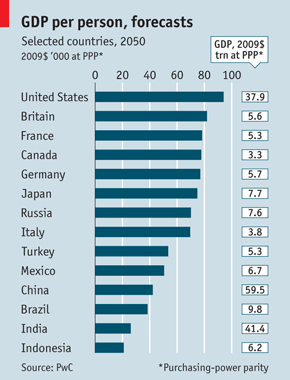 GDP per person, forecasts
Selected countries, 2050
2009$ '000 at PPP*
GDP, 2009$
trn at PPP*
0 20 40 60 80 100
United States 37.9
Britain 5.6
France 5.3
Canada 3.3
Germany 5.7
Japan 7.7
Russia 7.6
Italy 3.8
Turkey 5.3
Mexico 6.7
China 59.5
Brazil 9.8
India 41.4
Indonesia 6.2
Source: PwC *Purchasing-power parity